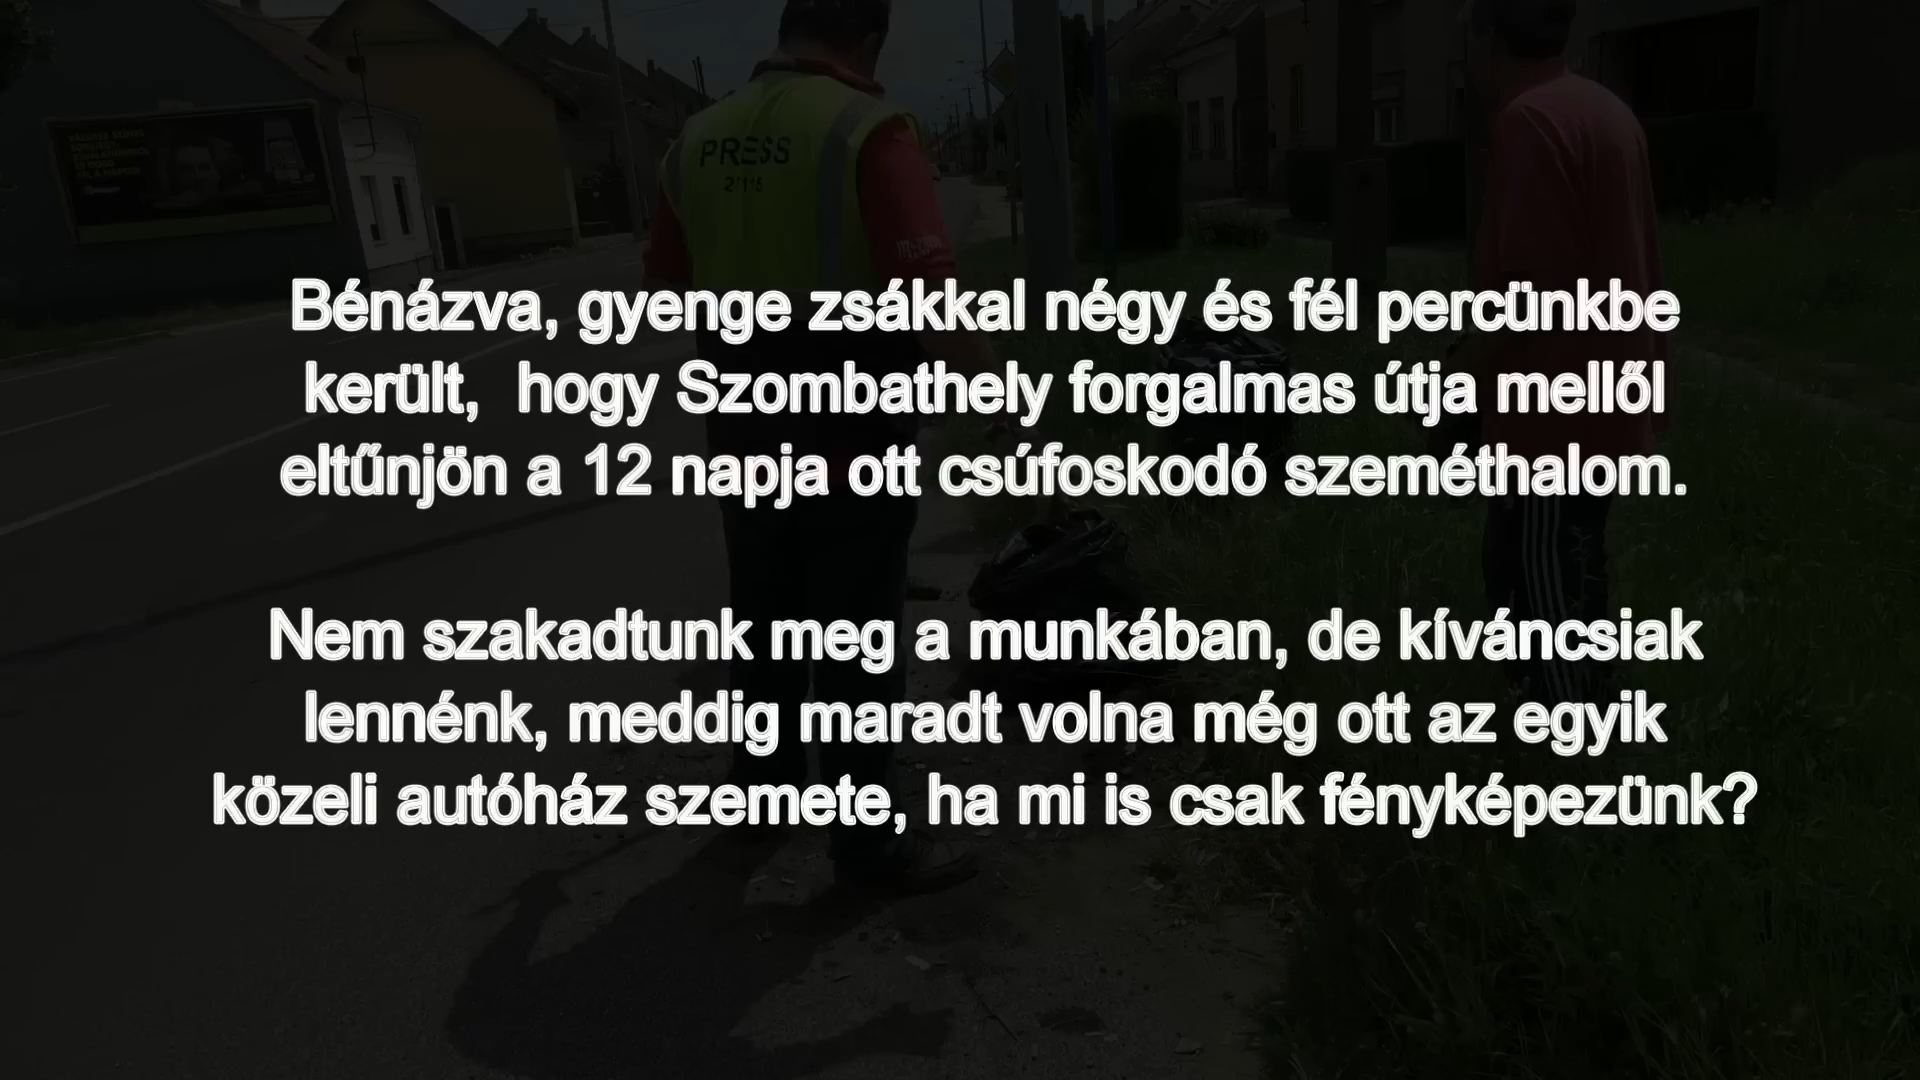 PRESS
Bénázva, gyenge zsákkal négy és fél percünkbe
került,  hogy Szombathely forgalmas útja mellől
eltűnjön a 12 napja ott csúfoskodó szeméthalom.
Nem szakadtunk meg a munkában, de kíváncsiak
lennénk, meddig maradt volna még ott az egyik
közeli autóház szemete, ha mi is csak fényképezünk?